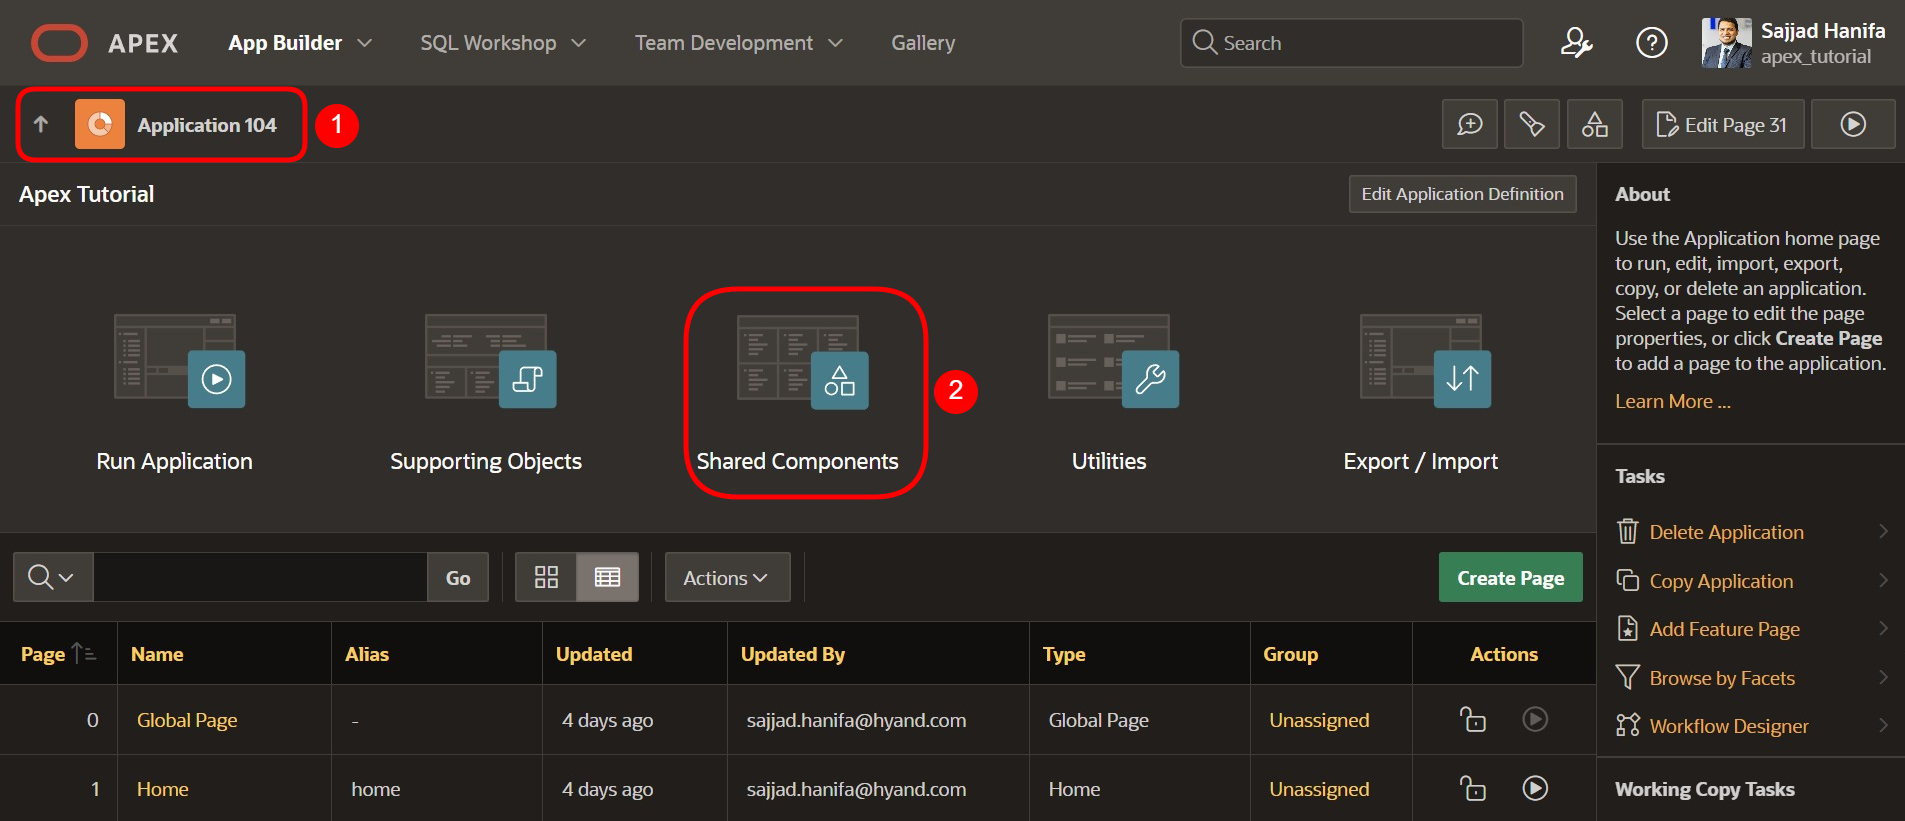 APEX
App Builder
SQL Workshop
Team Development
Gallery
Search
Sajjad Hanifa
apex_tutorial
Application 104
1
Edit Page 31
Apex Tutorial
Edit Application Definition
Run Application
Supporting Objects
Shared Components
2
Utilities
Export / Import
Go
Actions
Create Page
Page Name Alias Updated Updated By Type Group Actions
0 Global Page - 4 days ago sajjad.hanifa@hyand.com Global Page Unassigned
1 Home home 4 days ago sajjad.hanifa@hyand.com Home Unassigned
About
Use the Application home page
to run, edit, import, export,
copy, or delete an application.
Select a page to edit the page
properties, or click Create Page
to add a page to the application.
Learn More ...
Tasks
Delete Application
Copy Application
Add Feature Page
Browse by Facets
Workflow Designer
Working Copy Tasks